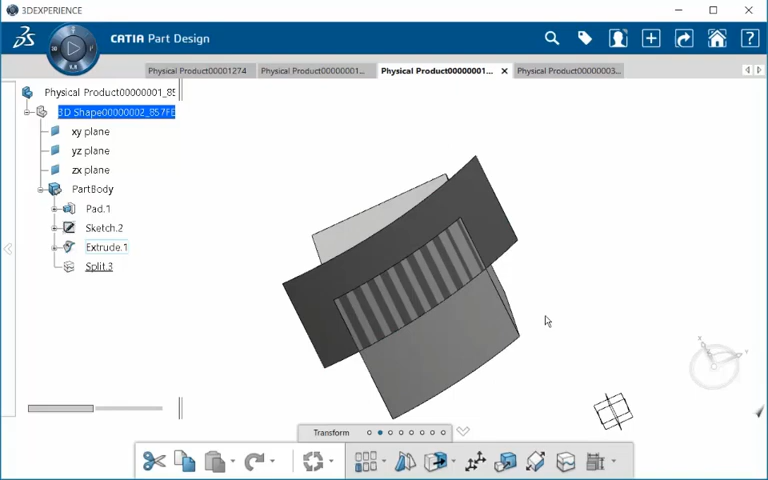 3DEXPERIENCE
CATIA Part Design
Physical Product00001274
Physical Product00000001...
Physical Product00000001...
Physical Product00000003...
Physical Product00000001_85
3D Shape00000002_857FE
xy plane
yz plane
zx plane
PartBody
Pad.1
Sketch.2
Extrude.1
Split.3
Transform